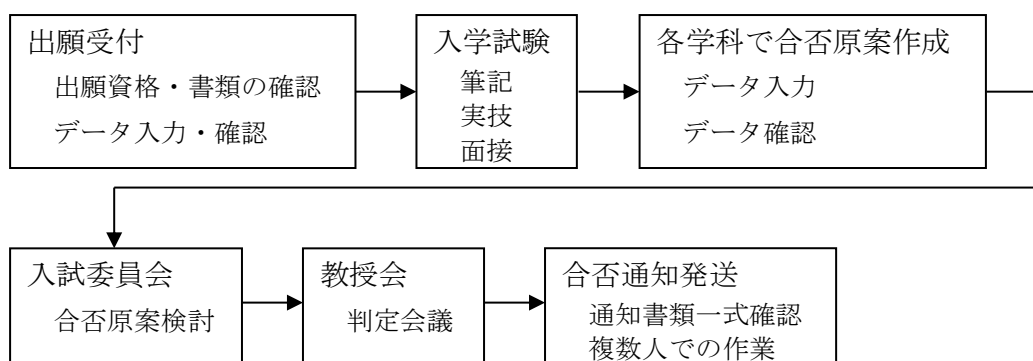 出願受付
出願資格・書類の確認
データ入力・確認
入学試験
筆記
実技
面接
各学科で合否原案作成
データ入力
データ確認
入試委員会
合否原案検討
教授会
判定会議
合否通知発送
通知書類一式確認
複数人での作業